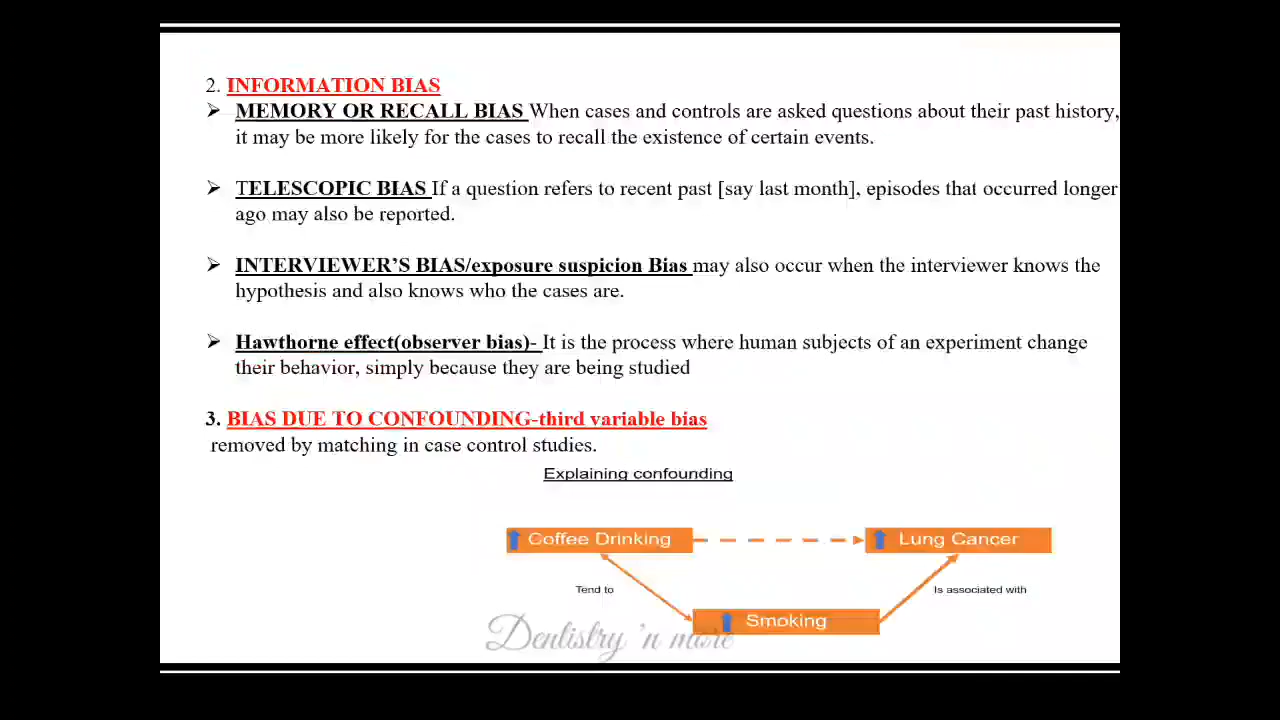 2. INFORMATION BIAS
➢ MEMORY OR RECALL BIAS When cases and controls are asked questions about their past history,
it may be more likely for the cases to recall the existence of certain events.
➢ TELESCOPIC BIAS If a question refers to recent past [say last month], episodes that occurred longer
ago may also be reported.
➢ INTERVIEWER’S BIAS/exposure suspicion Bias may also occur when the interviewer knows the
hypothesis and also knows who the cases are.
➢ Hawthorne effect(observer bias)- It is the process where human subjects of an experiment change
their behavior, simply because they are being studied
3. BIAS DUE TO CONFOUNDING-third variable bias
removed by matching in case control studies.
Explaining confounding
Coffee Drinking
Lung Cancer
Tend to
Is associated with
Smoking
Dentistry 'n more